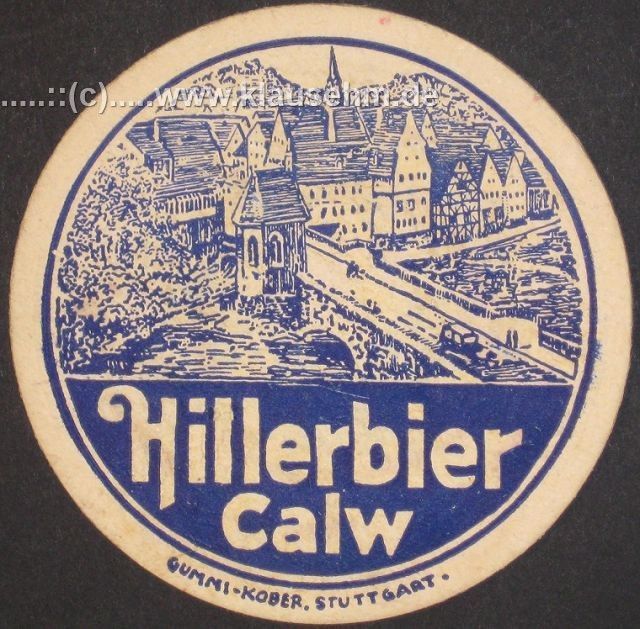 ......::(c).....www.klausehm.de
Hillerbier
Calw
GUMMI-KOBER. STUTTGART.